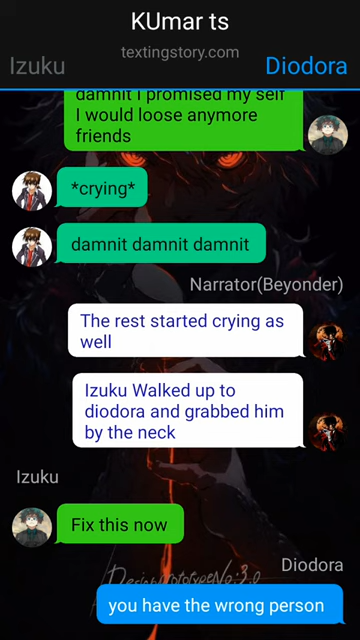 KUmar ts
textingstory.com
Izuku
Diodora
damnit I promised my self
I would loose anymore
friends
*crying*
damnit damnit damnit
Narrator(Beyonder)
The rest started crying as
well
Izuku Walked up to
diodora and grabbed him
by the neck
Izuku
Fix this now
Diodora
you have the wrong person